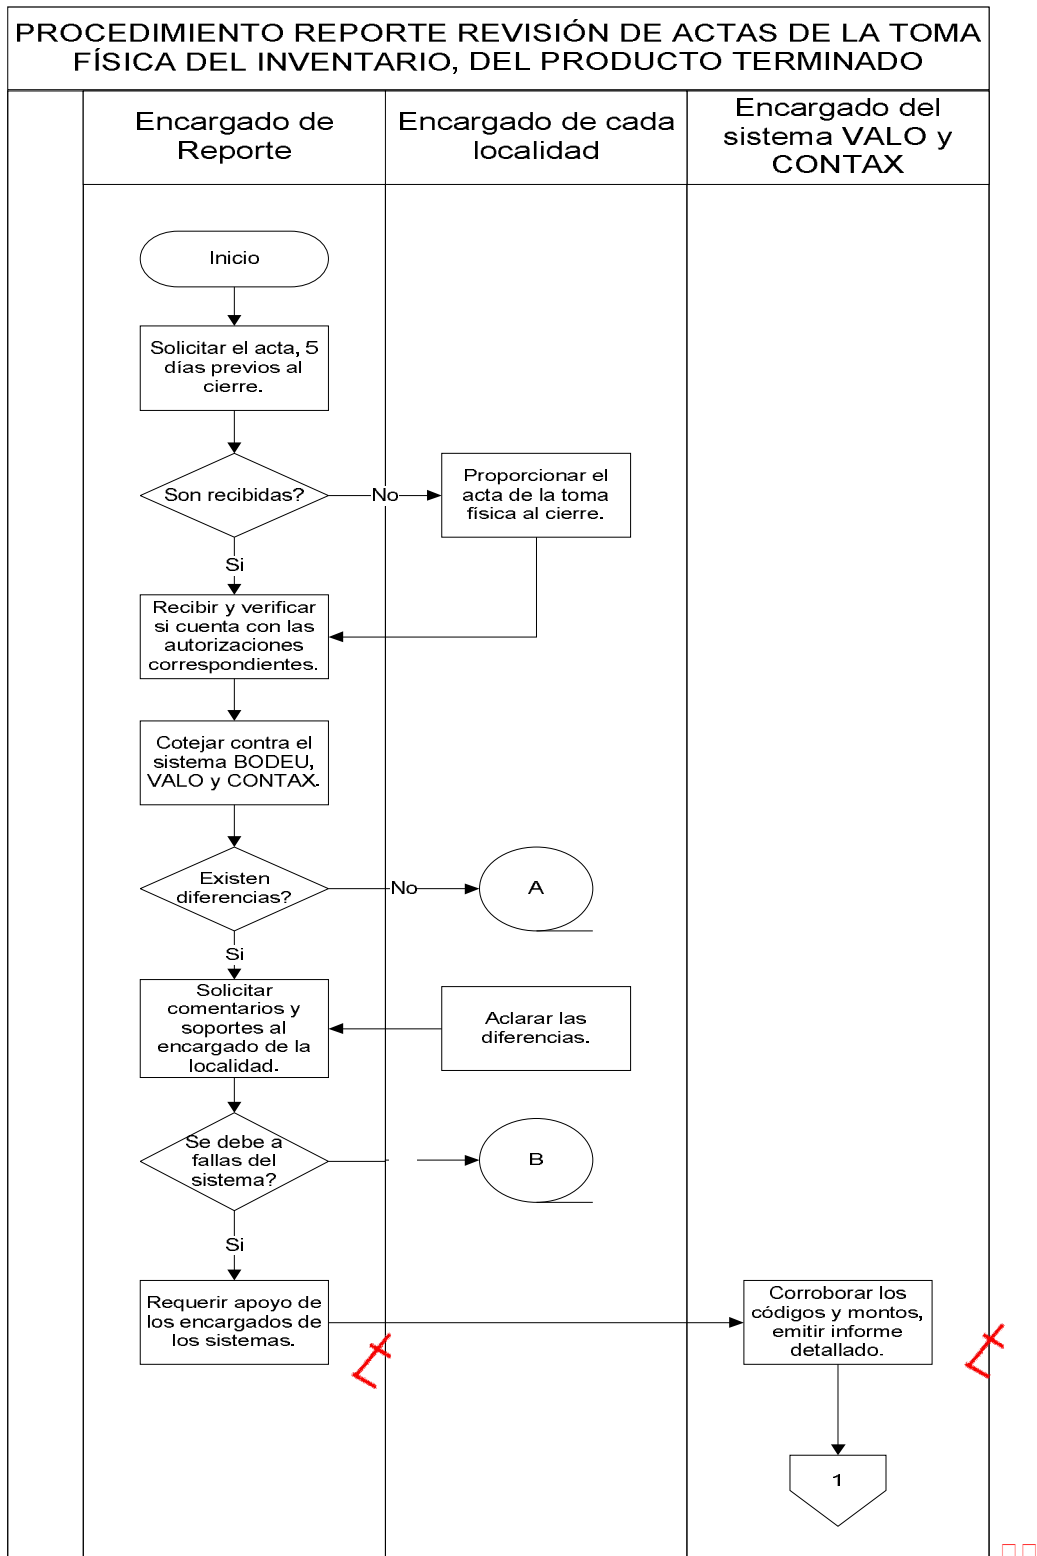 PROCEDIMIENTO REPORTE REVISIÓN DE ACTAS DE LA TOMA
FÍSICA DEL INVENTARIO, DEL PRODUCTO TERMINADO
Encargado de
Reporte
Encargado de cada
localidad
Encargado del
sistema VALO y
CONTAX
Inicio
Solicitar el acta, 5
días previos al
cierre.
Son recibidas?
No
Proporcionar el
acta de la toma
física al cierre.
Si
Recibir y verificar
si cuenta con las
autorizaciones
correspondientes.
Cotejar contra el
sistema BODEU,
VALO y CONTAX.
Existen
diferencias?
No
A
Si
Solicitar
comentarios y
soportes al
encargado de la
localidad.
Aclarar las
diferencias.
Se debe a
fallas del
sistema?
B
Si
Requerir apoyo de
los encargados de
los sistemas.
Corroborar los
códigos y montos,
emitir informe
detallado.
1